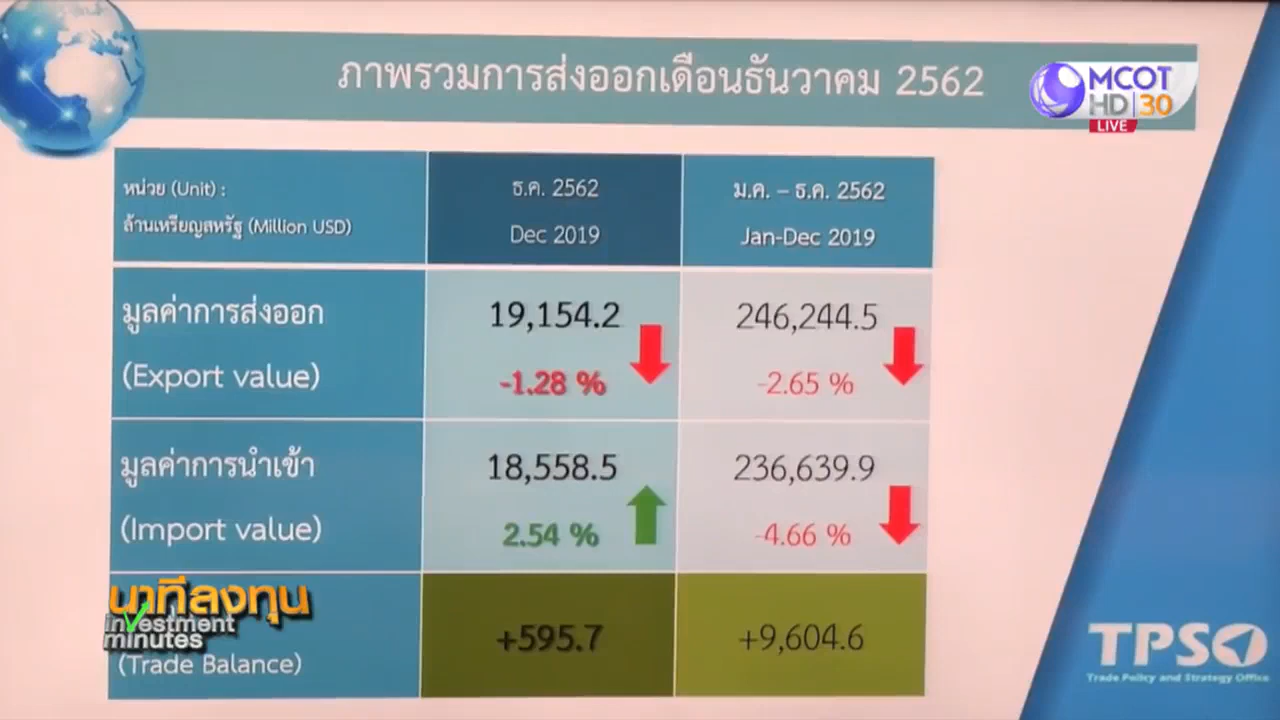 ภาพรวมการส่งออกเดือนธันวาคม 2562
MCOT
HD 30
LIVE
หน่วย (Unit) :
ล้านเหรียญสหรัฐ (Million USD)
ธ.ค. 2562
Dec 2019
ม.ค. – ธ.ค. 2562
Jan-Dec 2019
มูลค่าการส่งออก
(Export value)
19,154.2
-1.28 %
246,244.5
-2.65 %
มูลค่าการนำเข้า
(Import value)
18,558.5
2.54 %
236,639.9
-4.66 %
นาทีลงทุน
investment
minutes
(Trade Balance)
+595.7
+9,604.6
TPSO
Trade Policy and Strategy Office